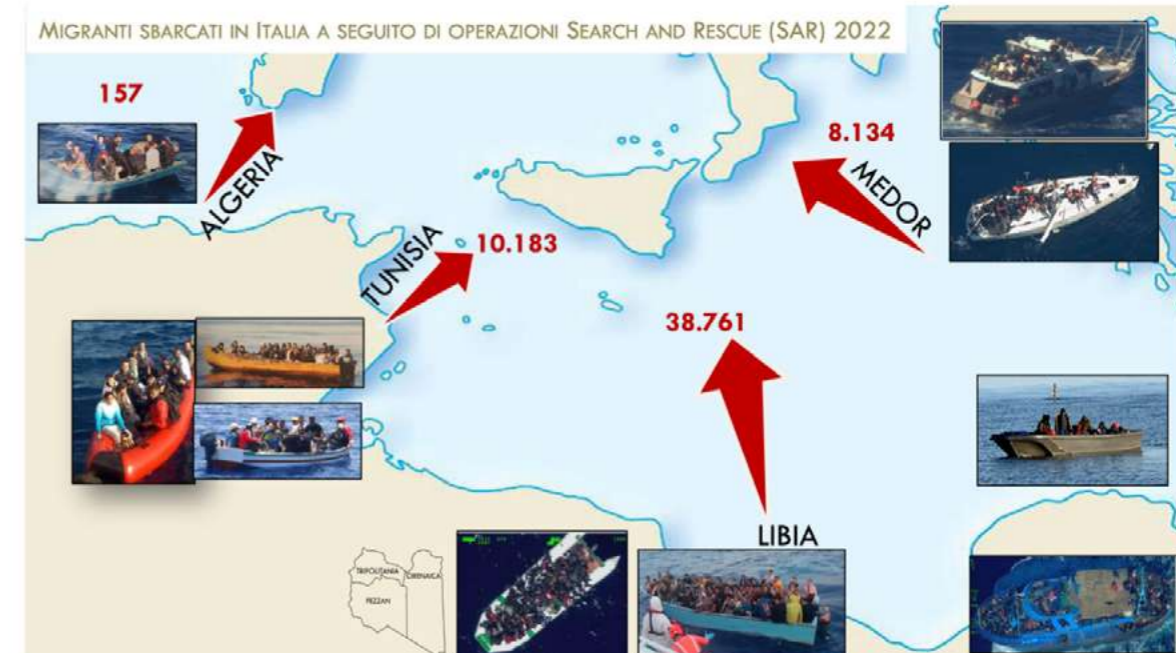 MIGRANTI SBARCATI IN ITALIA A SEGUITO DI OPERAZIONI SEARCH AND RESCUE (SAR) 2022
157
ALGERIA
8.134
MEDOR
TUNISIA
10.183
38.761
LIBIA
TRIPOLITANIA
CIRENAICA
FEZZAN